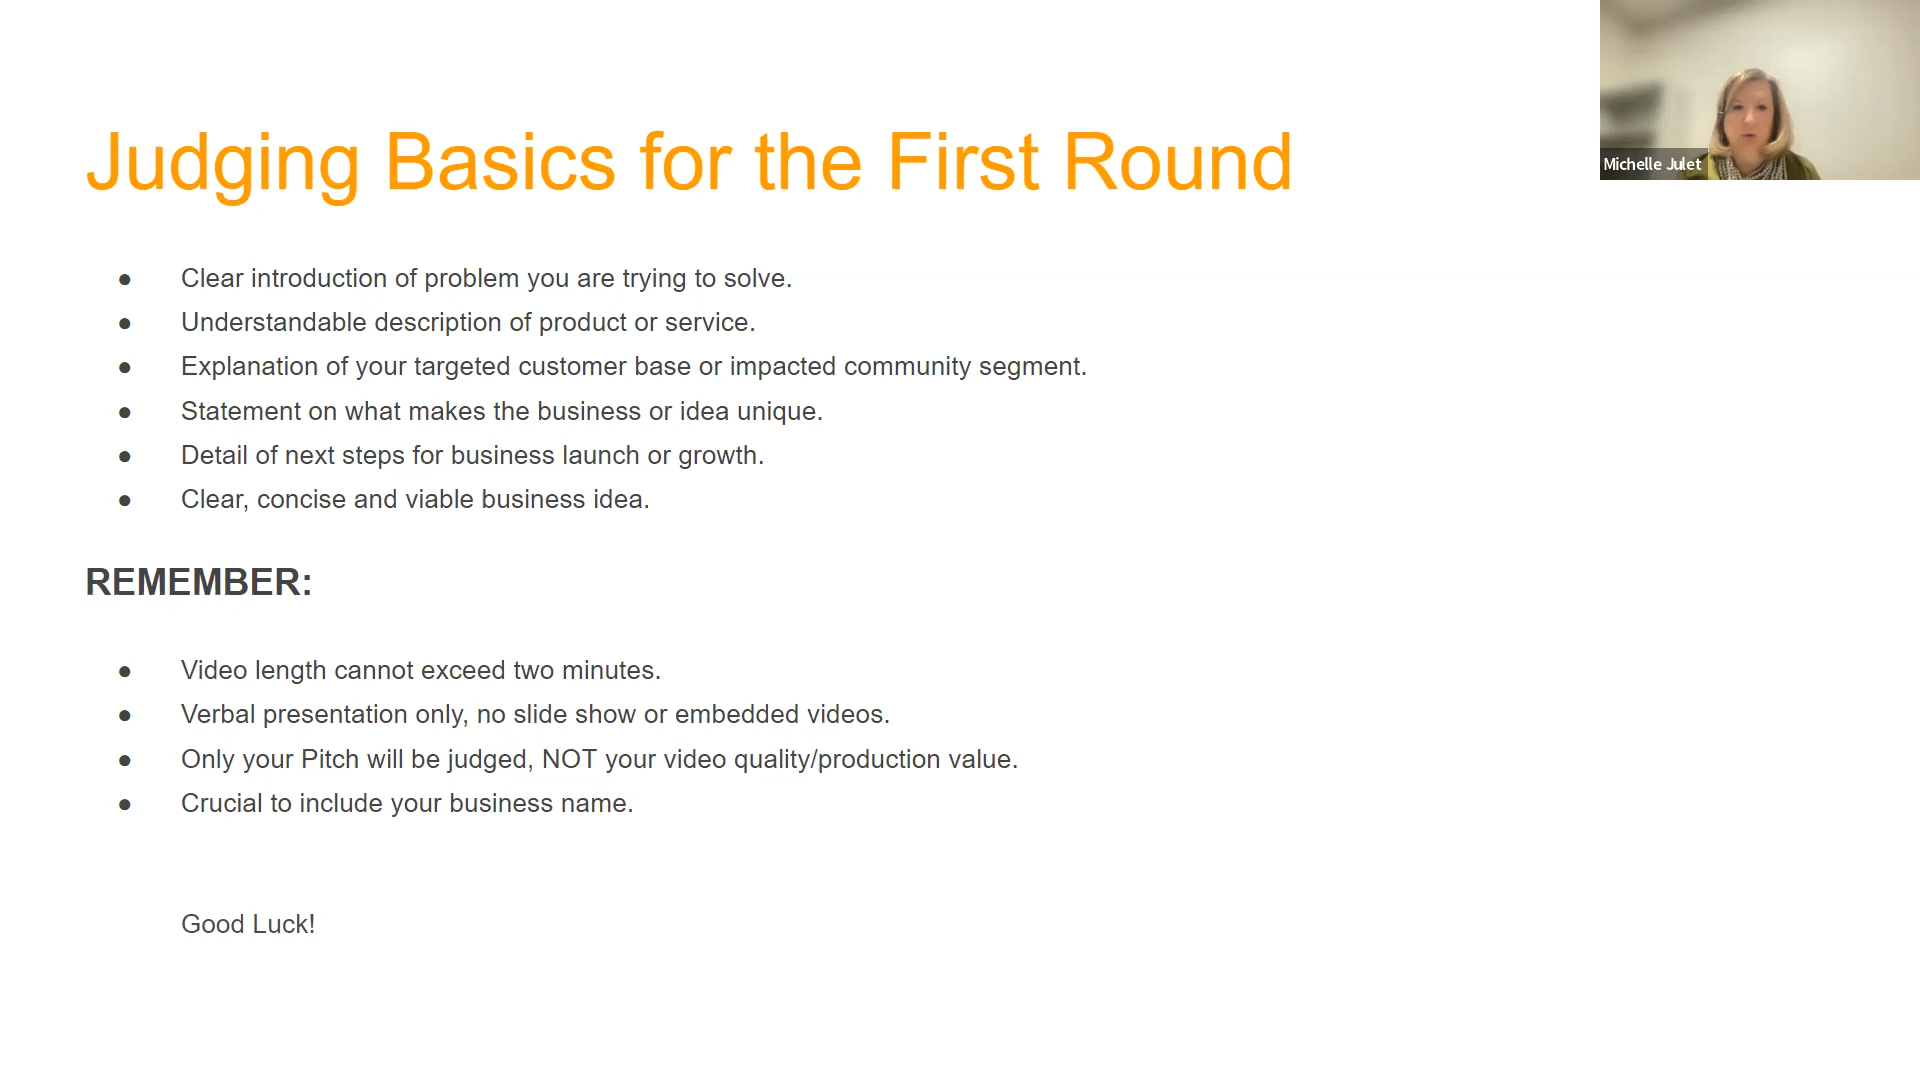 Judging Basics for the First Round
Michelle Julet
● Clear introduction of problem you are trying to solve.
● Understandable description of product or service.
● Explanation of your targeted customer base or impacted community segment.
● Statement on what makes the business or idea unique.
● Detail of next steps for business launch or growth.
● Clear, concise and viable business idea.
REMEMBER:
● Video length cannot exceed two minutes.
● Verbal presentation only, no slide show or embedded videos.
● Only your Pitch will be judged, NOT your video quality/production value.
● Crucial to include your business name.
Good Luck!